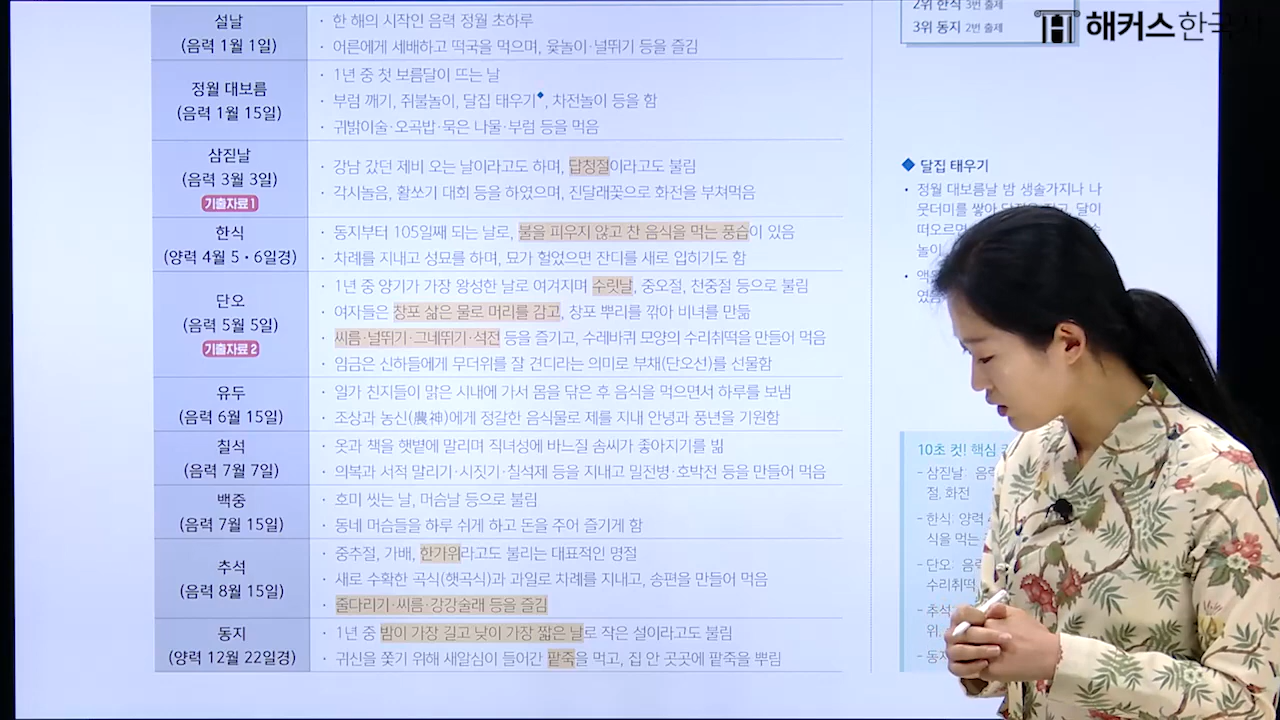 설날
(음력 1월 1일)
· 한 해의 시작인 음력 정월 초하루
· 어른에게 세배하고 떡국을 먹으며, 윷놀이·널뛰기 등을 즐김
정월 대보름
(음력 1월 15일)
· 1년 중 첫 보름달이 뜨는 날
· 부럼 깨기, 쥐불놀이, 달집 태우기◆, 차전놀이 등을 함
· 귀밝이술·오곡밥·묵은 나물·부럼 등을 먹음
삼짇날
(음력 3월 3일)
기출자료 1
· 강남 갔던 제비 오는 날이라고도 하며, 답청절이라고도 불림
· 각시놀음, 활쏘기 대회 등을 하였으며, 진달래꽃으로 화전을 부쳐먹음
한식
(양력 4월 5·6일경)
· 동지부터 105일째 되는 날로, 불을 피우지 않고 찬 음식을 먹는 풍습이 있음
· 차례를 지내고 성묘를 하며, 묘가 헐었으면 잔디를 새로 입히기도 함
단오
(음력 5월 5일)
기출자료 2
· 1년 중 양기가 가장 왕성한 날로 여겨지며 수릿날, 중오절, 천중절 등으로 불림
· 여자들은 창포 삶은 물로 머리를 감고, 창포 뿌리를 깎아 비녀를 만듦
· 씨름·널뛰기·그네뛰기·석전 등을 즐기고, 수레바퀴 모양의 수리취떡을 만들어 먹음
· 임금은 신하들에게 무더위를 잘 견디라는 의미로 부채(단오선)를 선물함
유두
(음력 6월 15일)
· 일가 친지들이 맑은 시내에 가서 몸을 닦은 후 음식을 먹으면서 하루를 보냄
· 조상과 농신(農神)에게 정갈한 음식물로 제를 지내 안녕과 풍년을 기원함
칠석
(음력 7월 7일)
· 옷과 책을 햇볕에 말리며 직녀성에 바느질 솜씨가 좋아지기를 빎
· 의복과 서적 말리기·시짓기·칠석제 등을 지내고 밀전병·호박전 등을 만들어 먹음
백중
(음력 7월 15일)
· 호미 씻는 날, 머슴날 등으로 불림
· 동네 머슴들을 하루 쉬게 하고 돈을 주어 즐기게 함
추석
(음력 8월 15일)
· 중추절, 가배, 한가위라고도 불리는 대표적인 명절
· 새로 수확한 곡식(햇곡식)과 과일로 차례를 지내고, 송편을 만들어 먹음
· 줄다리기·씨름·강강술래 등을 즐김
동지
(양력 12월 22일경)
· 1년 중 밤이 가장 길고 낮이 가장 짧은 날로 작은 설이라고도 불림
· 귀신을 쫓기 위해 새알심이 들어간 팥죽을 먹고, 집 안 곳곳에 팥죽을 뿌림
2위 한식 3번 출제
3위 동지 2번 출제
해커스한국사
◆ 달집 태우기
· 정월 대보름날 밤 생솔가지나 나
뭇더미를 쌓아 달이
떠오르면
놀이
10초 컷! 핵심
- 삼짇날:
절, 화전
- 한식: 양력
식을 먹는
- 단오:
수리취떡
- 추석
위,
- 동지